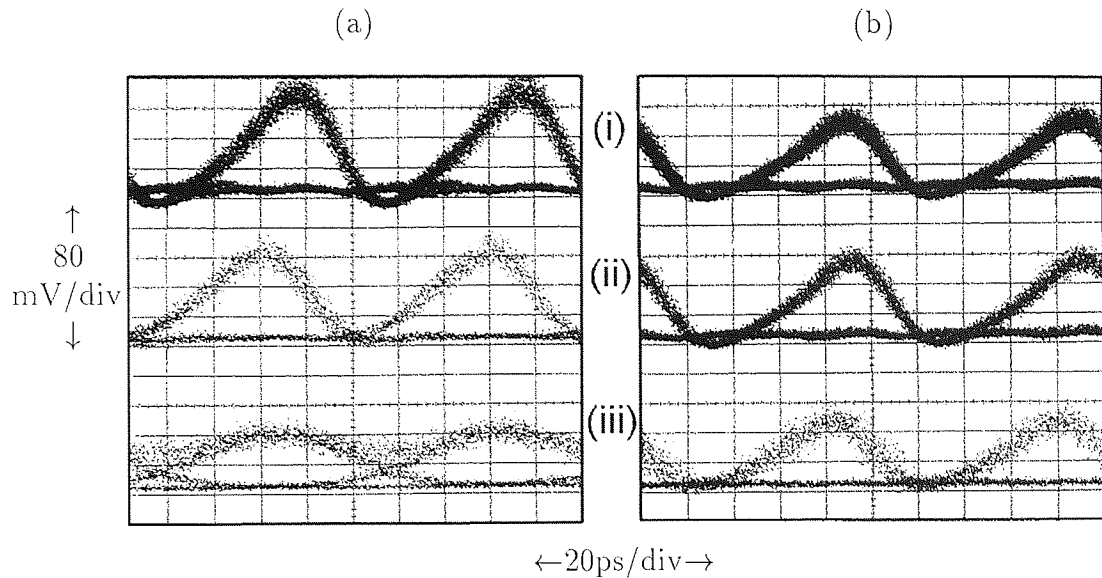 (a)
(b)
(i)
↑
80
mV/div
↓
(ii)
(iii)
←20ps/div→